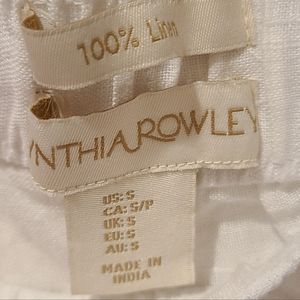 100% Linen
YNTHIA ROWLEY
US: S
CA: S/P
UK: S
EU: S
AU: S
MADE IN
INDIA